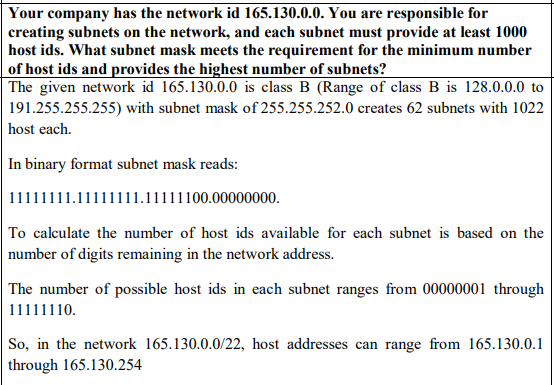 Your company has the network id 165.130.0.0. You are responsible for
creating subnets on the network, and each subnet must provide at least 1000
host ids. What subnet mask meets the requirement for the minimum number
of host ids and provides the highest number of subnets?
The given network id 165.130.0.0 is class B (Range of class B is 128.0.0.0 to
191.255.255.255) with subnet mask of 255.255.252.0 creates 62 subnets with 1022
host each.
In binary format subnet mask reads:
11111111.11111111.11111100.00000000.
To calculate the number of host ids available for each subnet is based on the
number of digits remaining in the network address.
The number of possible host ids in each subnet ranges from 00000001 through
11111110.
So, in the network 165.130.0.0/22, host addresses can range from 165.130.0.1
through 165.130.254